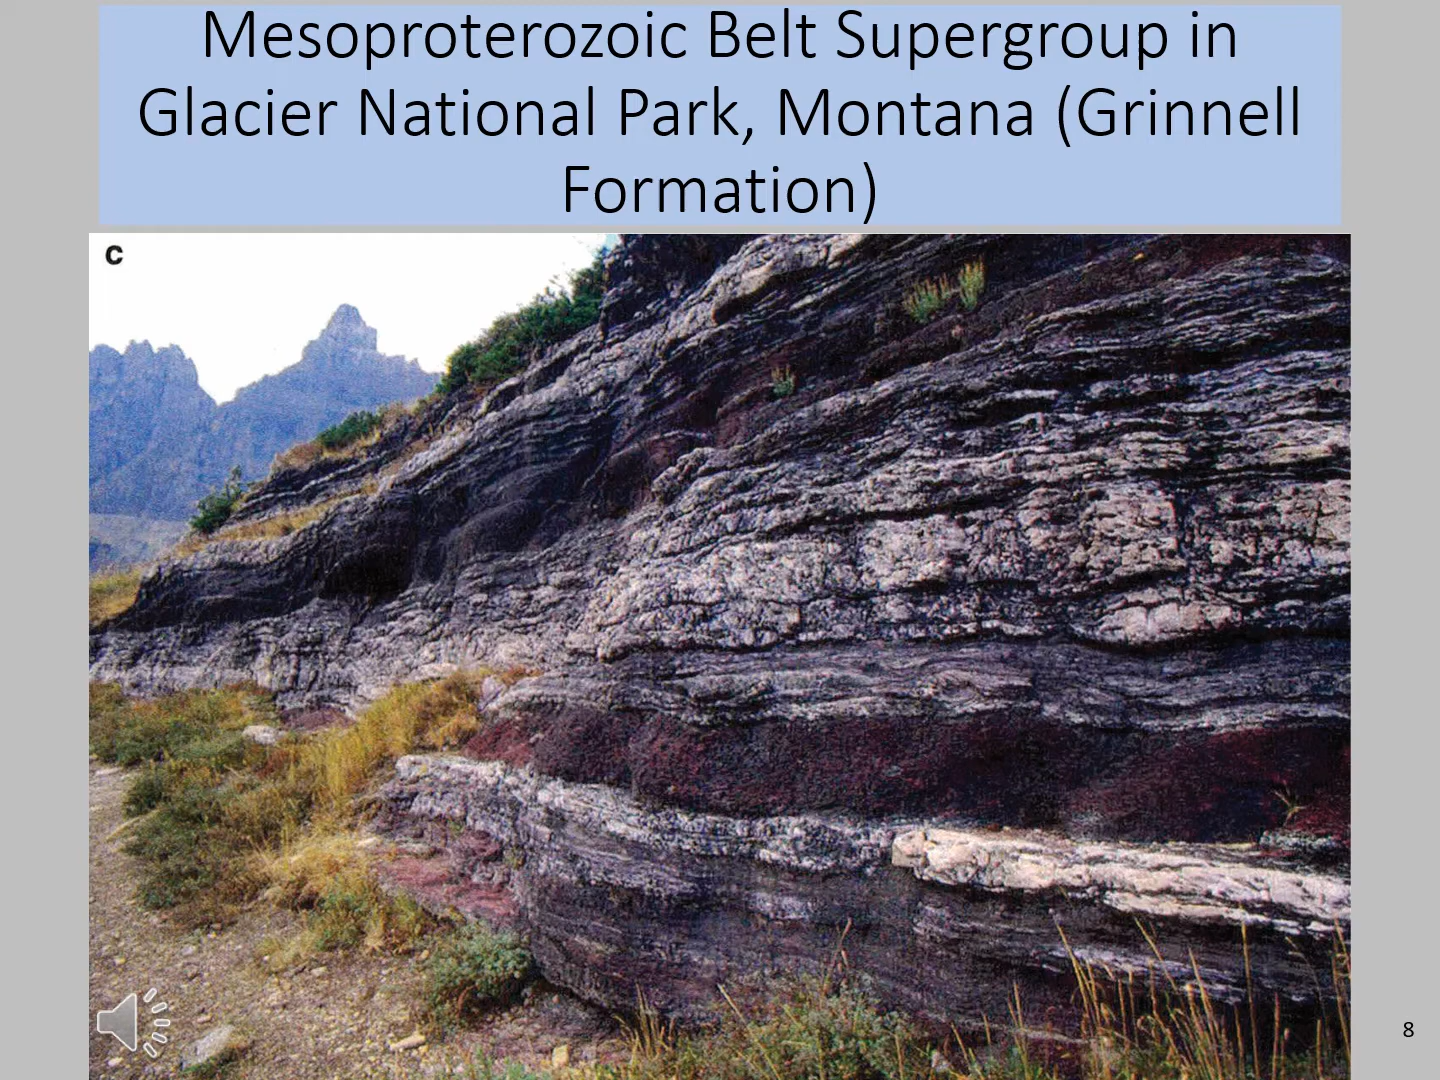 Mesoproterozoic Belt Supergroup in
Glacier National Park, Montana (Grinnell
Formation)
c
8